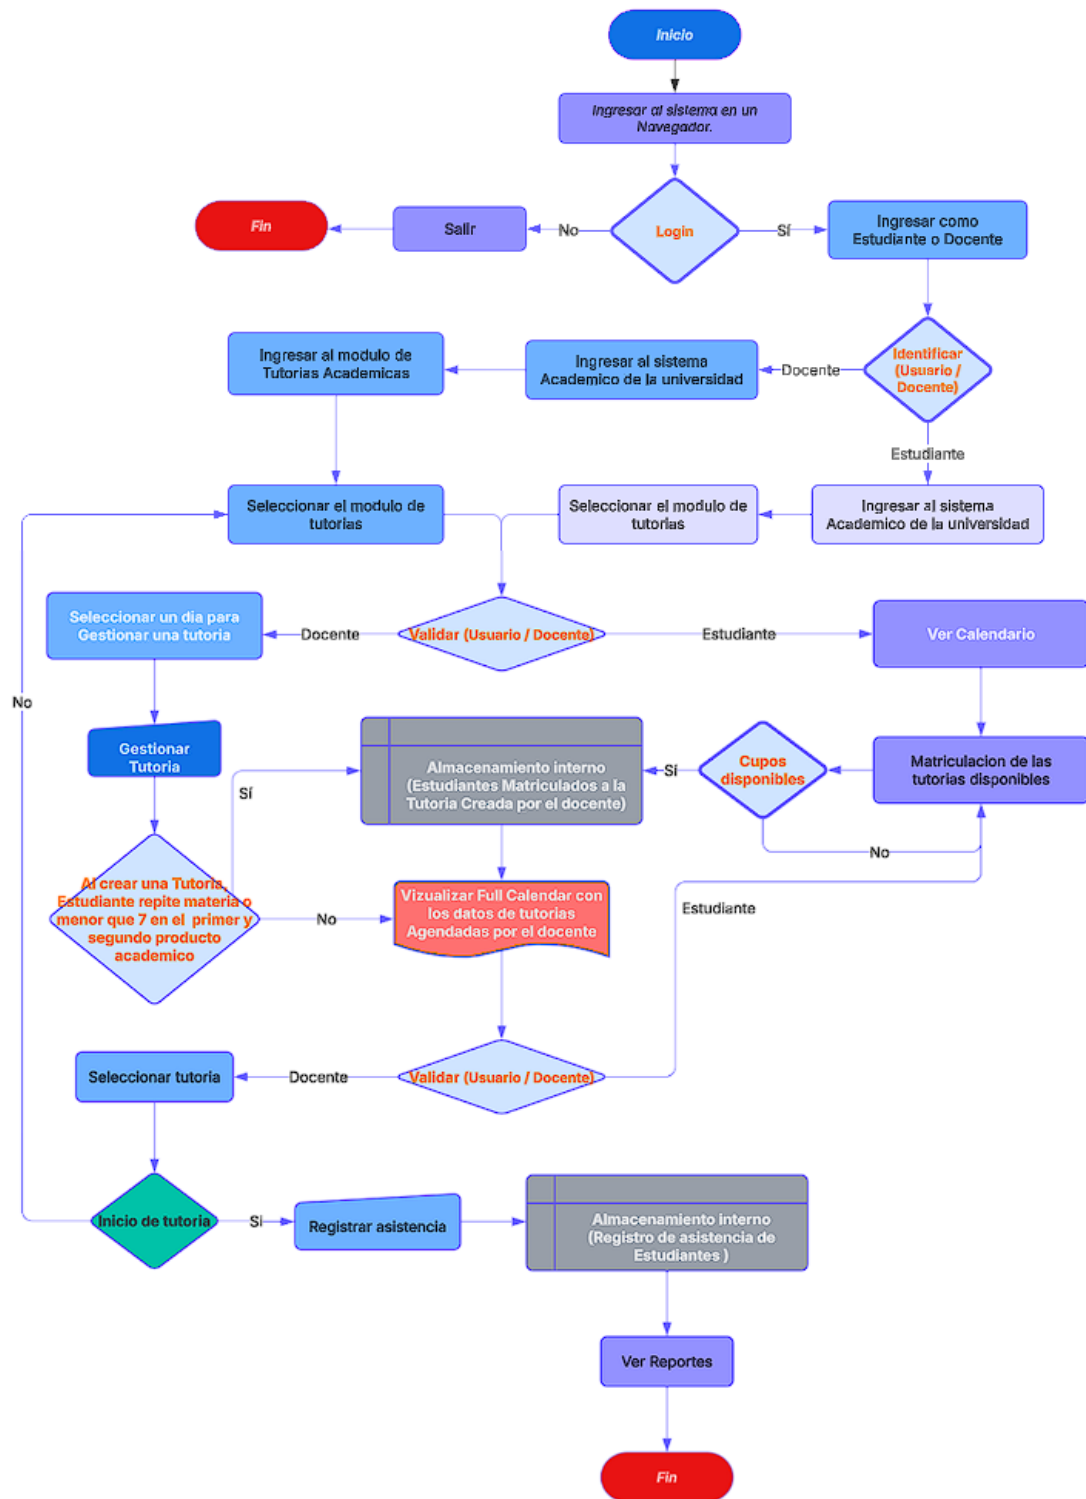 Inicio
Ingresar al sistema en un
Navegador.
Login
No
Salir
Fin
Sí
Ingresar como
Estudiante o Docente
Identificar
(Usuario /
Docente)
Docente
Ingresar al sistema
Academico de la universidad
Ingresar al modulo de
Tutorias Academicas
Estudiante
Ingresar al sistema
Academico de la universidad
Seleccionar el modulo de
tutorias
Seleccionar el modulo de
tutorias
Validar (Usuario / Docente)
Docente
Seleccionar un dia para
Gestionar una tutoria
Estudiante
Ver Calendario
No
Gestionar
Tutoria
Sí
Almacenamiento interno
(Estudiantes Matriculados a la
Tutoria Creada por el docente)
Sí
Cupos
disponibles
Matriculacion de las
tutorias disponibles
No
Al crear una Tutoria,
Estudiante repite materia o
menor que 7 en el primer y
segundo producto
academico
No
Vizualizar Full Calendar con
los datos de tutorias
Agendadas por el docente
Estudiante
Seleccionar tutoria
Docente
Validar (Usuario / Docente)
Inicio de tutoria
Sí
Registrar asistencia
Almacenamiento interno
(Registro de asistencia de
Estudiantes )
Ver Reportes
Fin